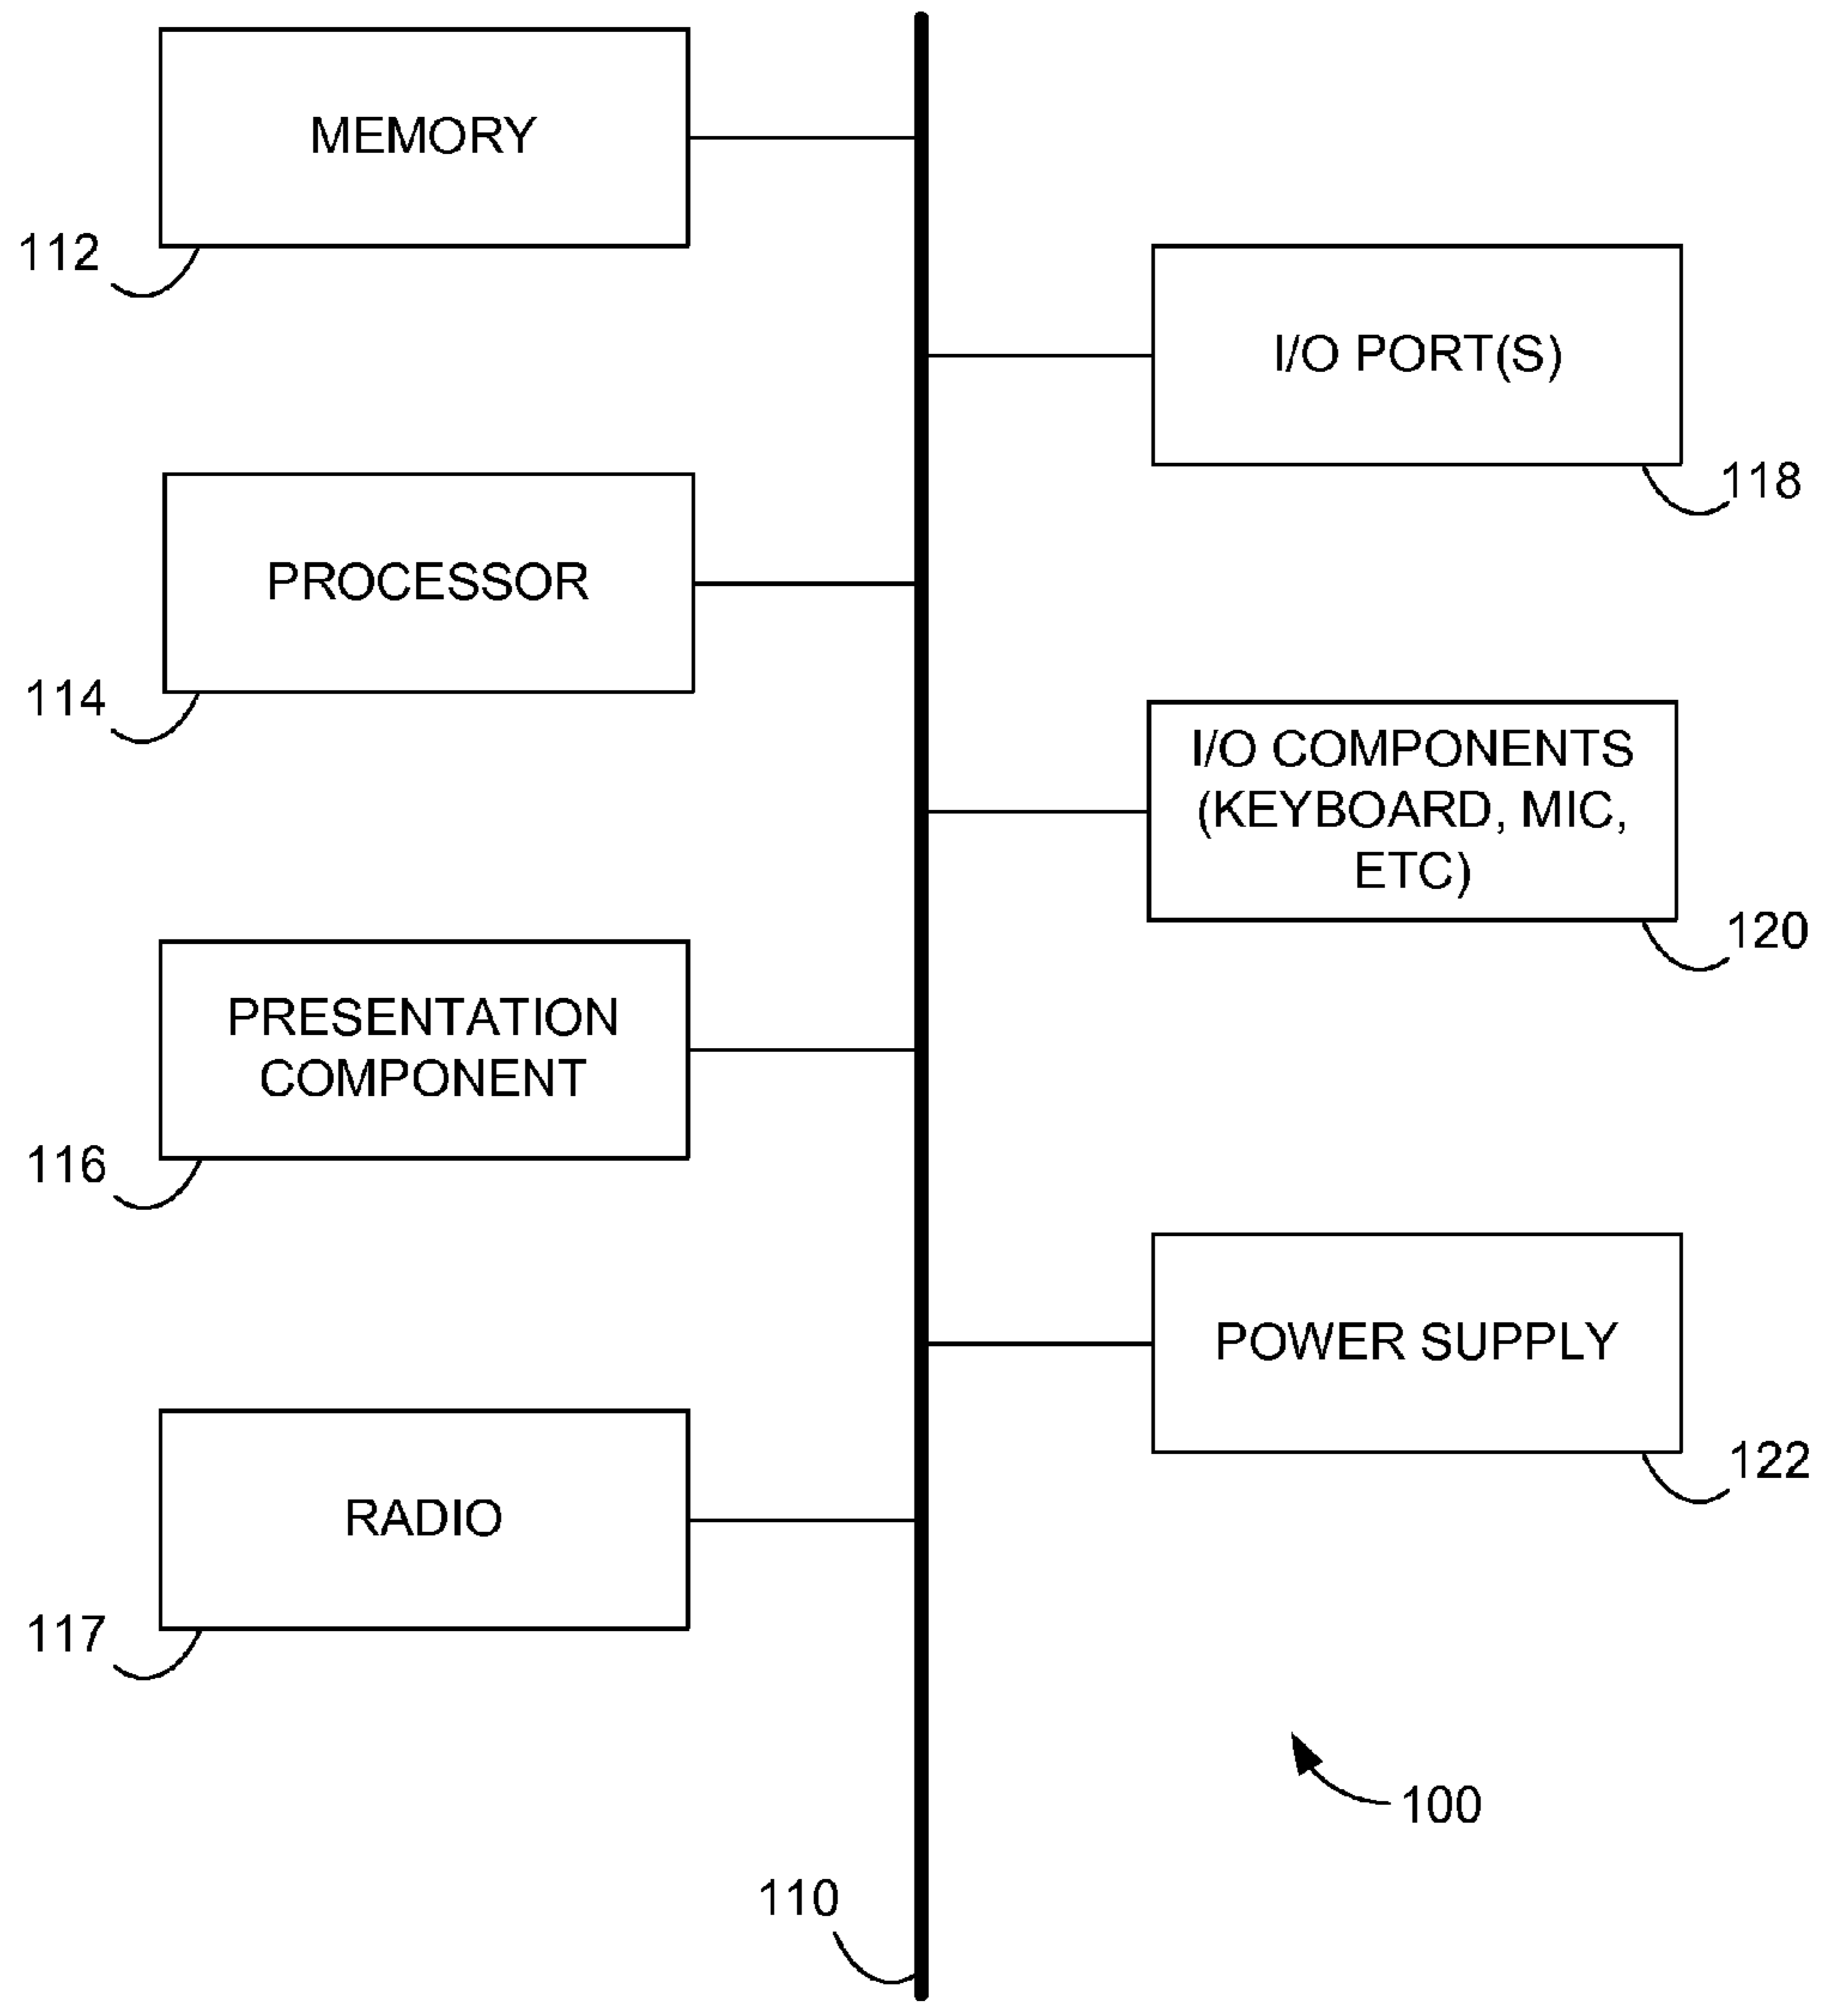 MEMORY
112
I/O PORT(S)
118
PROCESSOR
114
I/O COMPONENTS
(KEYBOARD, MIC,
ETC)
120
PRESENTATION
COMPONENT
116
POWER SUPPLY
122
RADIO
117
100
110